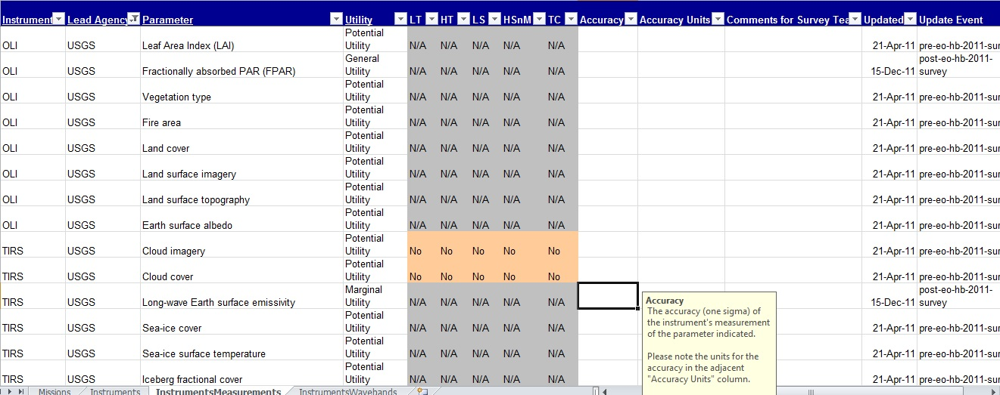 Instrument Lead Agency Parameter Utility LT HT LS HSnM TC Accuracy Accuracy Units Comments for Survey Tea Updated Update Event
OLI USGS Leaf Area Index (LAI) Potential Utility N/A N/A N/A N/A N/A 21-Apr-11 pre-eo-hb-2011-sur
OLI USGS Fractionally absorbed PAR (FPAR) General Utility N/A N/A N/A N/A N/A 15-Dec-11 post-eo-hb-2011-survey
OLI USGS Vegetation type Potential Utility N/A N/A N/A N/A N/A 21-Apr-11 pre-eo-hb-2011-sur
OLI USGS Fire area Potential Utility N/A N/A N/A N/A N/A 21-Apr-11 pre-eo-hb-2011-sur
OLI USGS Land cover Potential Utility N/A N/A N/A N/A N/A 21-Apr-11 pre-eo-hb-2011-sur
OLI USGS Land surface imagery Potential Utility N/A N/A N/A N/A N/A 21-Apr-11 pre-eo-hb-2011-sur
OLI USGS Land surface topography Potential Utility N/A N/A N/A N/A N/A 21-Apr-11 pre-eo-hb-2011-sur
OLI USGS Earth surface albedo Potential Utility N/A N/A N/A N/A N/A 21-Apr-11 pre-eo-hb-2011-sur
TIRS USGS Cloud imagery Potential Utility No No No No No 21-Apr-11 pre-eo-hb-2011-sur
TIRS USGS Cloud cover Potential Utility No No No No No 21-Apr-11 pre-eo-hb-2011-sur
TIRS USGS Long-wave Earth surface emissivity Marginal Utility N/A N/A N/A N/A N/A 15-Dec-11 post-eo-hb-2011-survey
TIRS USGS Sea-ice cover Potential Utility N/A N/A N/A N/A N/A 21-Apr-11 pre-eo-hb-2011-sur
TIRS USGS Sea-ice surface temperature Potential Utility N/A N/A N/A N/A N/A 21-Apr-11 pre-eo-hb-2011-sur
TIRS USGS Iceberg fractional cover Potential Utility N/A N/A N/A N/A N/A 21-Apr-11 pre-eo-hb-2011-sur
Accuracy
The accuracy (one sigma) of
the instrument's measurement
of the parameter indicated.
Please note the units for the
accuracy in the adjacent
"Accuracy Units" column.
Missions Instruments InstrumentsMeasurements InstrumentsWavebands